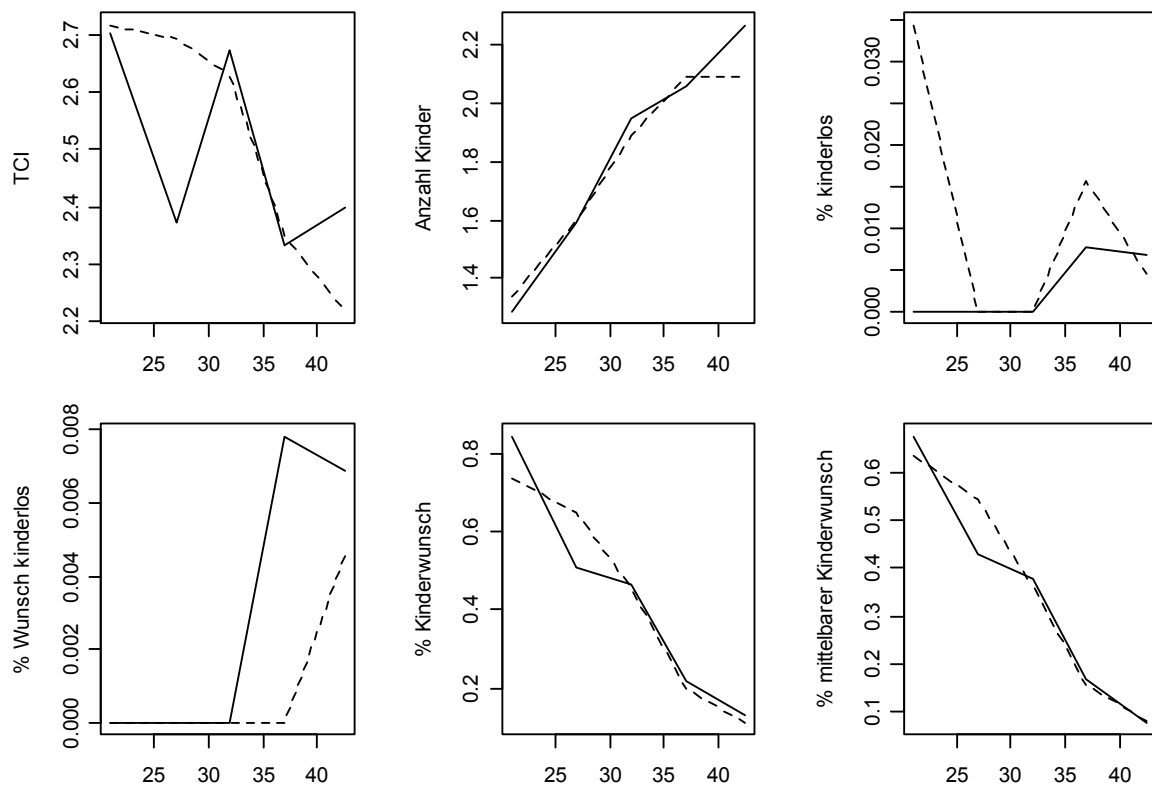 TCI
2.2 2.3 2.4 2.5 2.6 2.7
25 30 35 40
Anzahl Kinder
1.4 1.6 1.8 2.0 2.2
25 30 35 40
% kinderlos
0.000 0.010 0.020 0.030
25 30 35 40
% Wunsch kinderlos
0.000 0.002 0.004 0.006 0.008
25 30 35 40
% Kinderwunsch
0.2 0.4 0.6 0.8
25 30 35 40
% mittelbarer Kinderwunsch
0.1 0.2 0.3 0.4 0.5 0.6
25 30 35 40